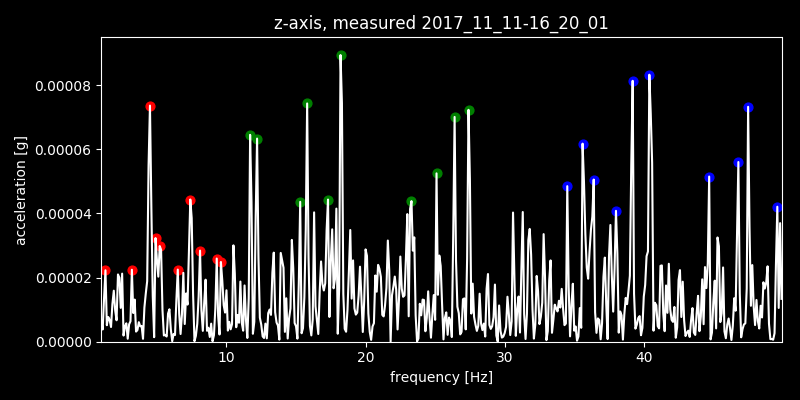 z-axis, measured 2017_11_11-16_20_01
0.00008
0.00006
0.00004
0.00002
0.00000
acceleration [g]
10 20 30 40
frequency [Hz]